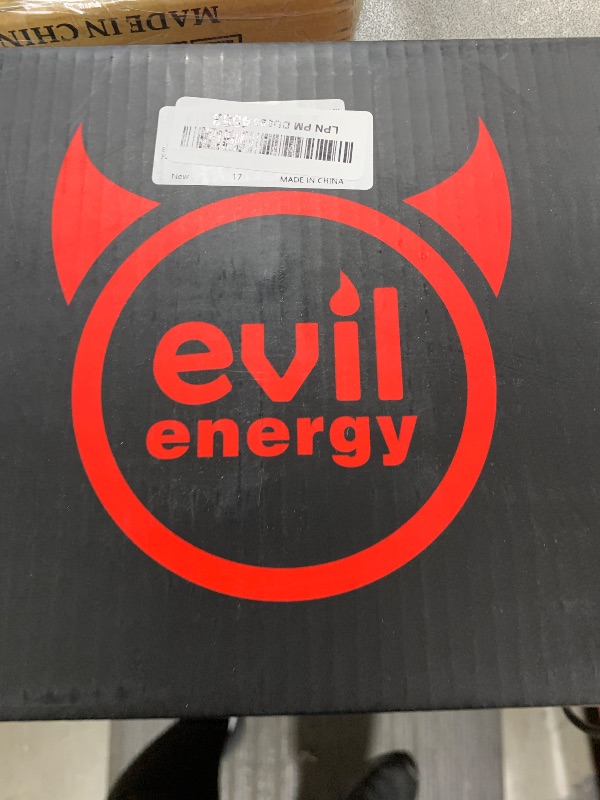 MADE IN CHIN
LPN PM
New 17 MADE IN CHINA
evil
energy